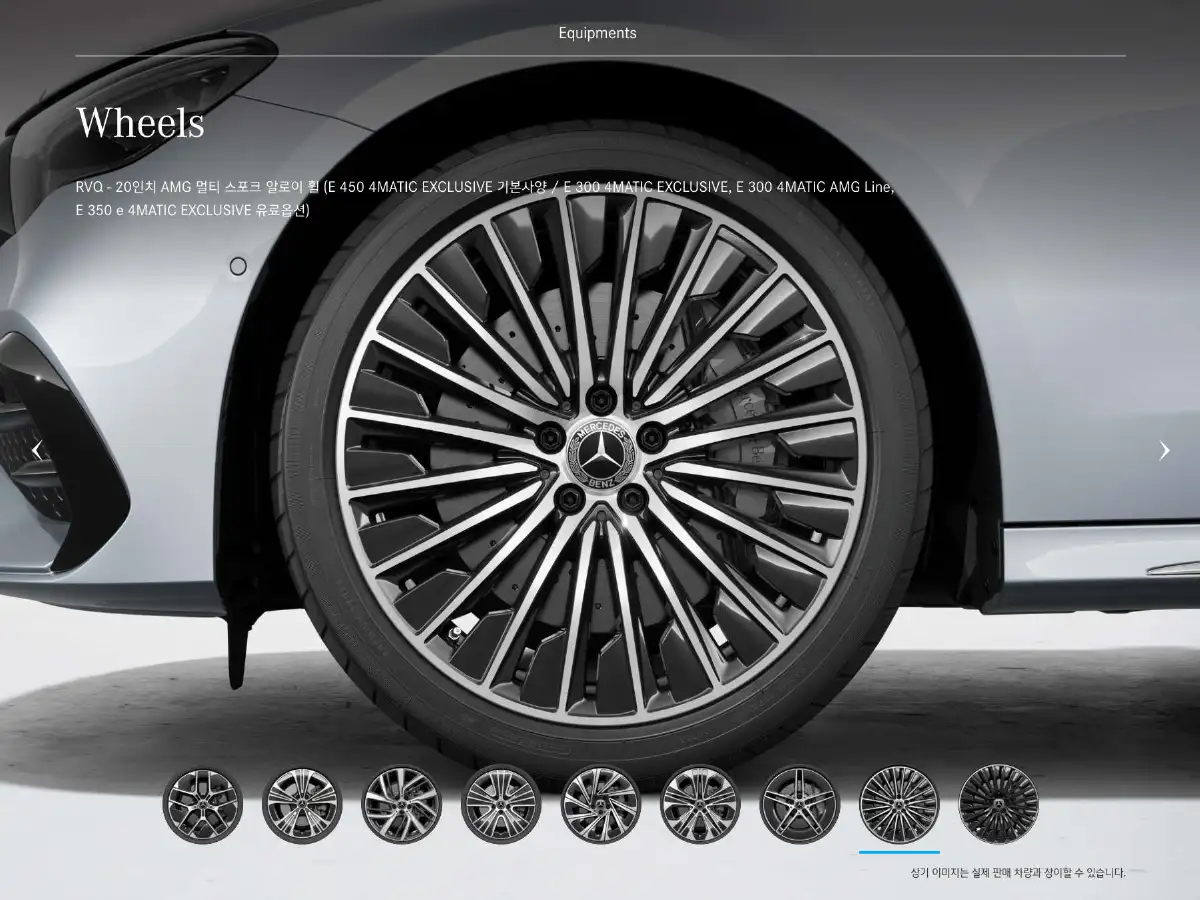 Equipments
Wheels
RVQ - 20인치 AMG 멀티 스포크 알로이 휠 (E 450 4MATIC EXCLUSIVE 기본사양 / E 300 4MATIC EXCLUSIVE, E 300 4MATIC AMG Line,
E 350 e 4MATIC EXCLUSIVE 유료옵션)
MERCEDES
BENZ
상기 이미지는 실제 판매 차량과 상이할 수 있습니다.